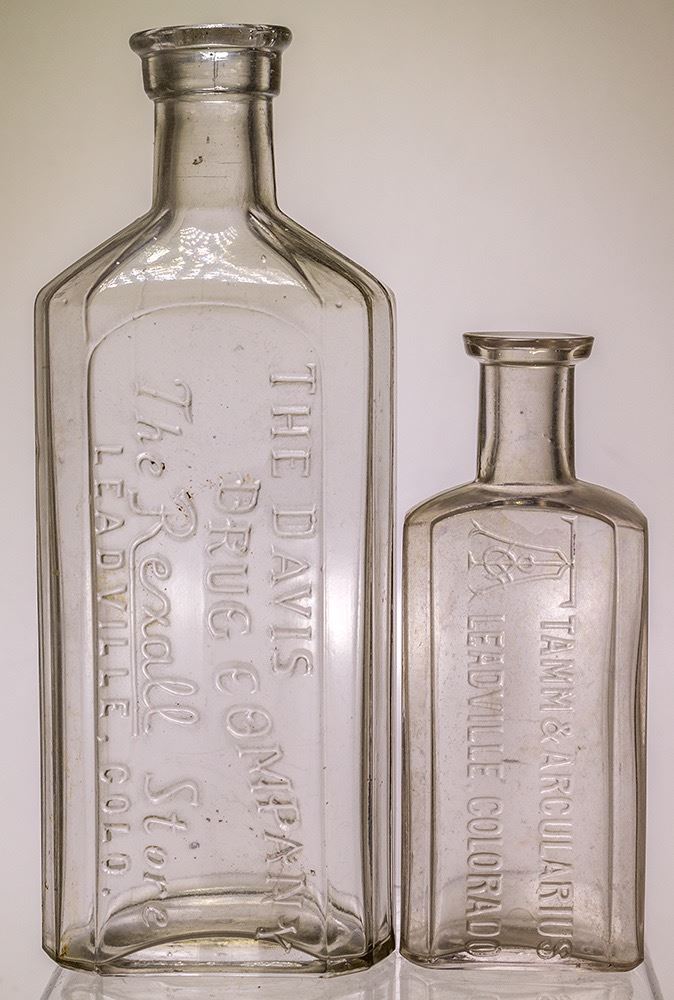 THE DAVIS
DRUG COMPANY
The Rexall Store
LEADVILLE, COLO.
TAMM & ARCULARIUS
LEADVILLE, COLORADO